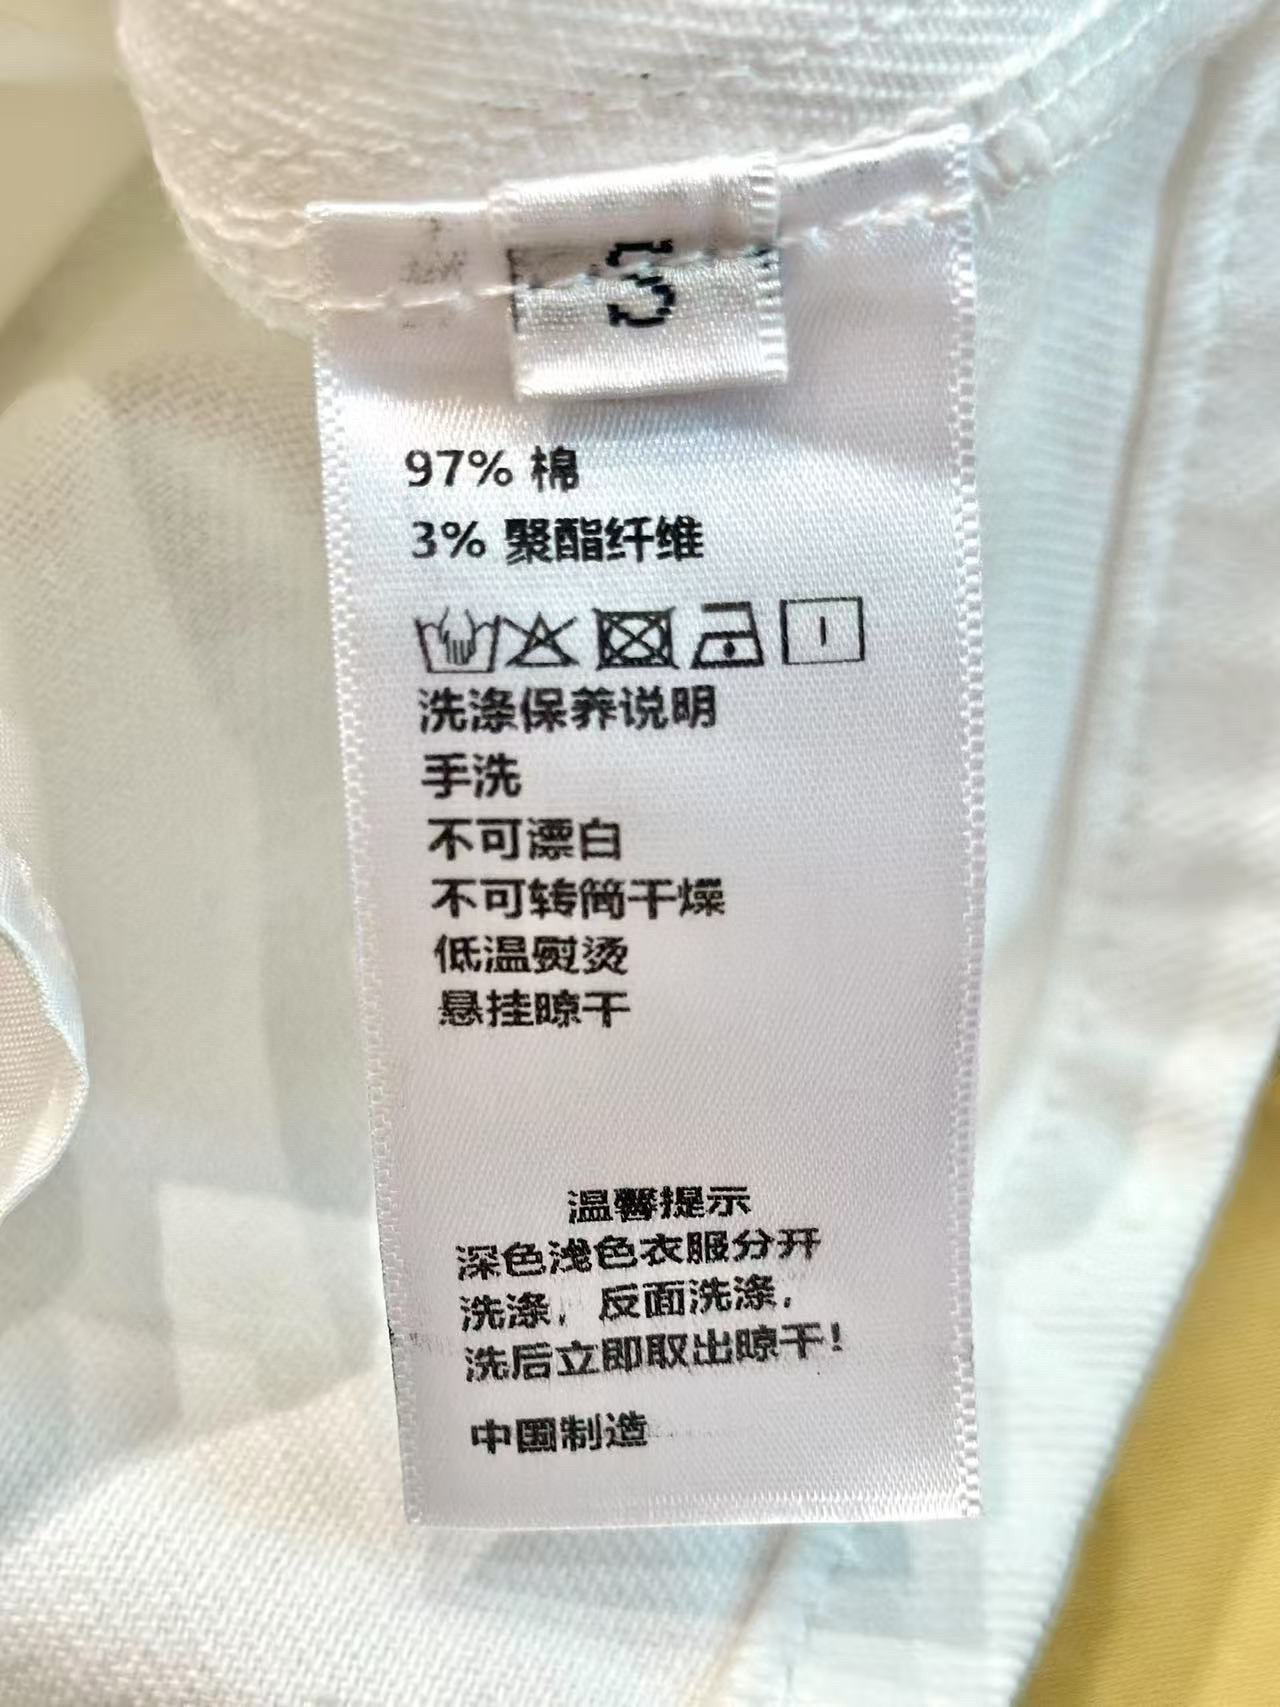 97% 棉
3% 聚酯纤维
洗涤保养说明
手洗
不可漂白
不可转筒干燥
低温熨烫
悬挂晾干
温馨提示
深色浅色衣服分开
洗涤，反面洗涤，
洗后立即取出晾干！
中国制造